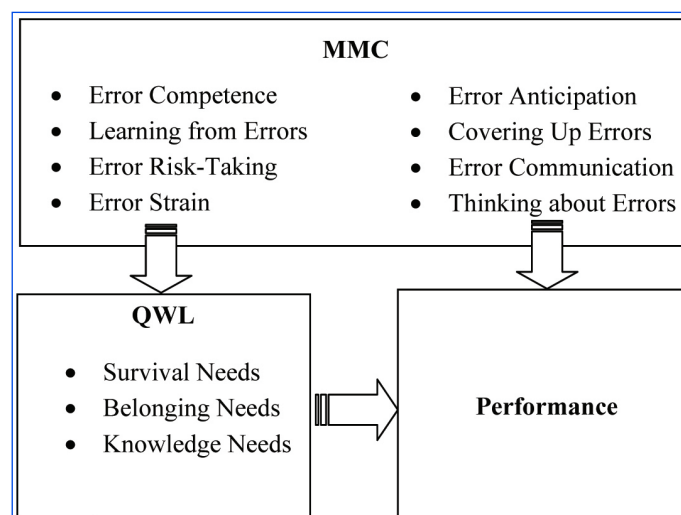 MMC
• Error Competence
• Learning from Errors
• Error Risk-Taking
• Error Strain
• Error Anticipation
• Covering Up Errors
• Error Communication
• Thinking about Errors
QWL
• Survival Needs
• Belonging Needs
• Knowledge Needs
Performance